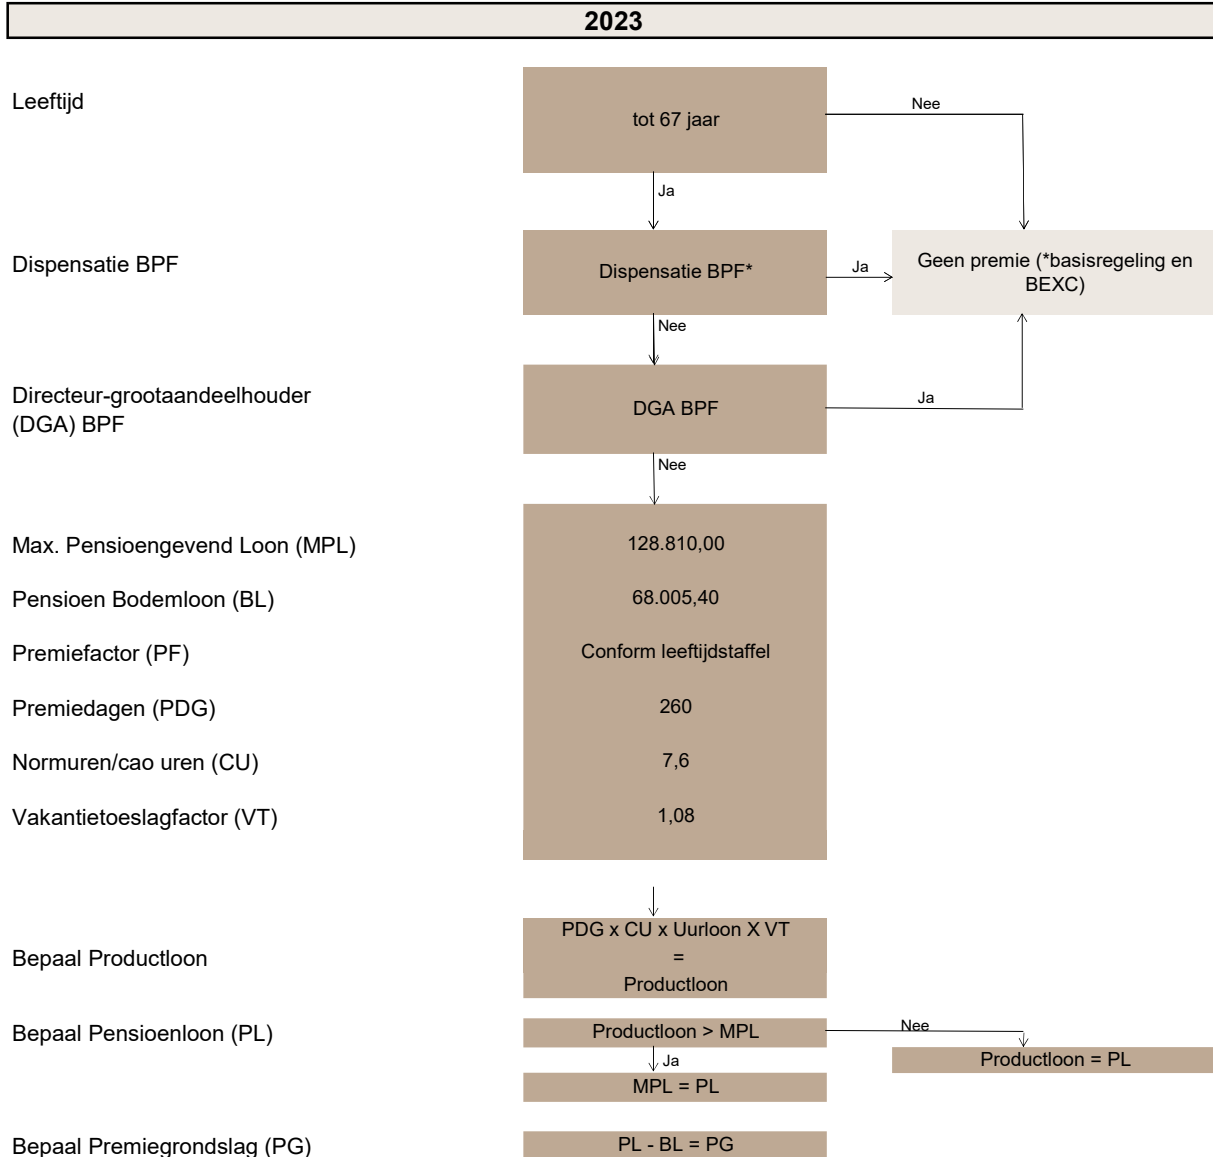 2023
Leeftijd
tot 67 jaar
Nee
Ja
Dispensatie BPF
Dispensatie BPF*
Ja
Geen premie (*basisregeling en
BEXC)
Nee
Directeur-grootaandeelhouder
(DGA) BPF
DGA BPF
Ja
Nee
Max. Pensioengevend Loon (MPL)
128.810,00
Pensioen Bodemloon (BL)
68.005,40
Premiefactor (PF)
Conform leeftijdstaffel
Premiedagen (PDG)
260
Normuren/cao uren (CU)
7,6
Vakantietoeslagfactor (VT)
1,08
Bepaal Productloon
PDG x CU x Uurloon X VT
=
Productloon
Bepaal Pensioenloon (PL)
Productloon > MPL
Nee
Ja
Productloon = PL
MPL = PL
Bepaal Premiegrondslag (PG)
PL - BL = PG